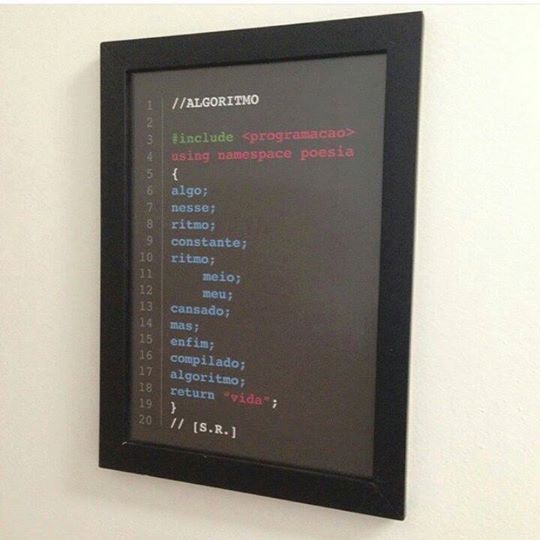 1 //ALGORITMO
2
3 #include <programacao>
4 using namespace poesia
5 {
6 algo;
7 nesse;
8 ritmo;
9 constante;
10 ritmo;
11 meio;
12 meu;
13 cansado;
14 mas;
15 enfim;
16 compilado;
17 algoritmo;
18 return "vida";
19 }
20 // [S.R.]